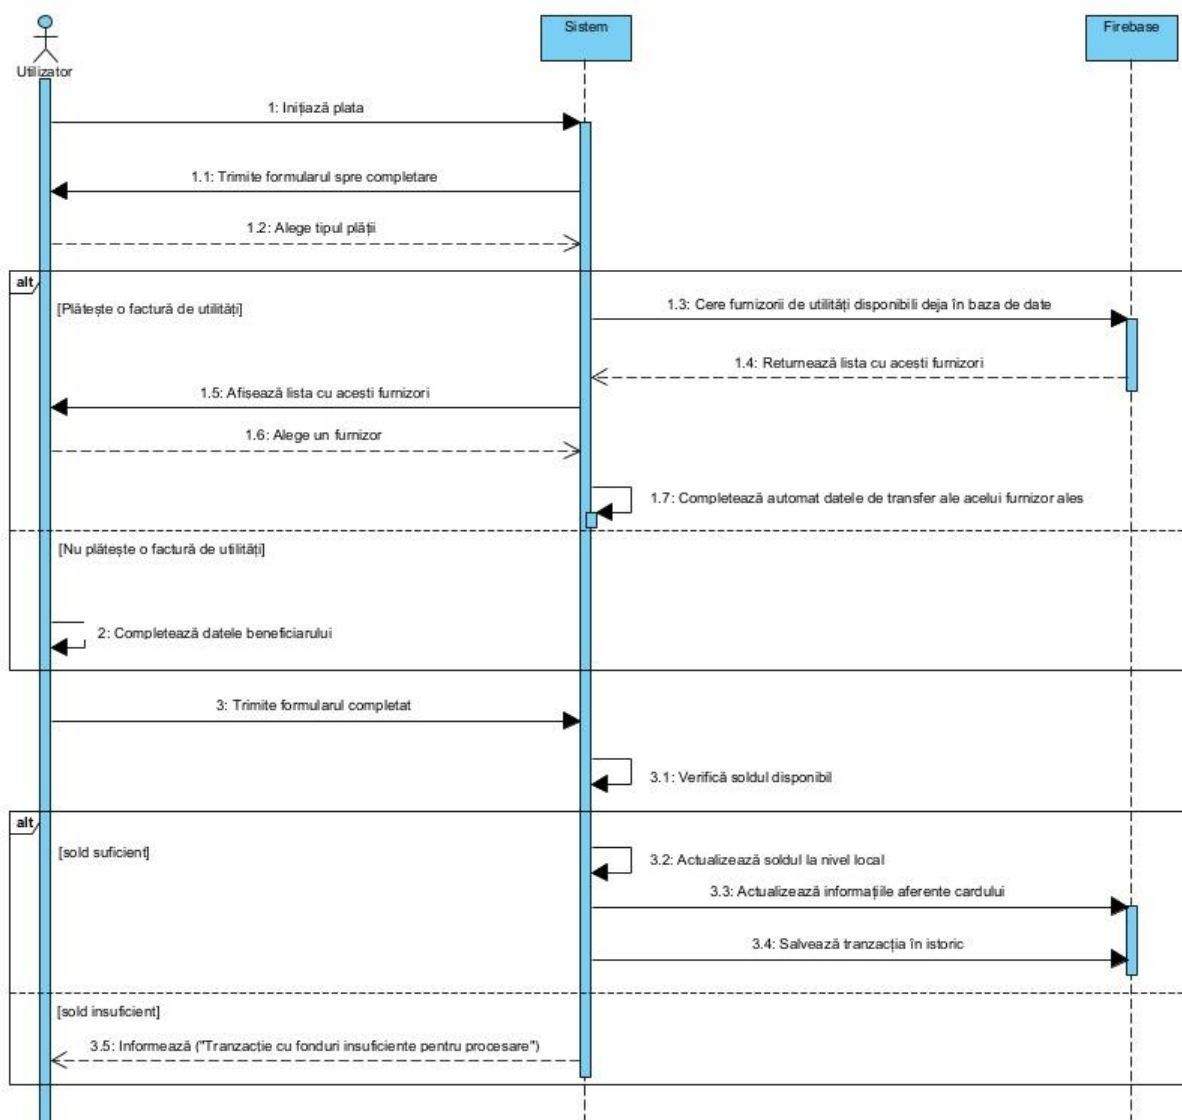 Sistem
Firebase
Utilizator
1: Inițiază plata
1.1: Trimite formularul spre completare
1.2: Alege tipul plății
alt
[Plătește o factură de utilități]
1.3: Cere furnizorii de utilități disponibili deja în baza de date
1.4: Returnează lista cu acești furnizori
1.5: Afișează lista cu acești furnizori
1.6: Alege un furnizor
1.7: Completează automat datele de transfer ale acelui furnizor ales
[Nu plătește o factură de utilități]
2: Completează datele beneficiarului
3: Trimite formularul completat
3.1: Verifică soldul disponibil
alt
[sold suficient]
3.2: Actualizează soldul la nivel local
3.3: Actualizează informațiile aferente cardului
3.4: Salvează tranzacția în istoric
[sold insuficient]
3.5: Informează ("Tranzacție cu fonduri insuficiente pentru procesare")